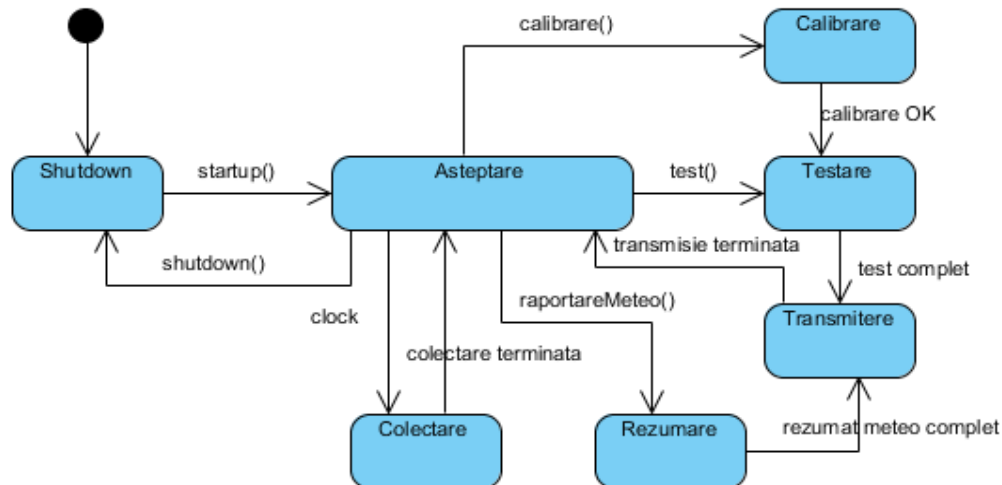 calibrare()
Calibrare
calibrare OK
Shutdown
startup()
Asteptare
test()
Testare
shutdown()
transmisie terminata
test complet
clock
raportareMeteo()
Transmitere
colectare terminata
Colectare
Rezumare
rezumat meteo complet